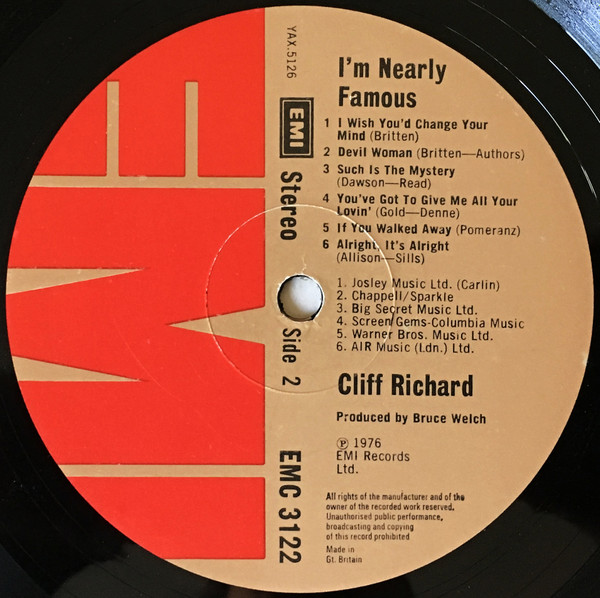 YAX.5126
EMI
Stereo
Side 2
EMC 3122
I'm Nearly
Famous
1 I Wish You'd Change Your
Mind (Britten)
2 Devil Woman (Britten—Authors)
3 Such Is The Mystery
(Dawson—Read)
4 You've Got To Give Me All Your
Lovin' (Gold—Denne)
5 If You Walked Away (Pomeranz)
6 Alright, It's Alright
(Allison—Sills)
1. Josley Music Ltd. (Carlin)
2. Chappell/Sparkle
3. Big Secret Music Ltd.
4. Screen Gems-Columbia Music
5. Warner Bros. Music Ltd.
6. AIR Music (Ldn.) Ltd.
Cliff Richard
Produced by Bruce Welch
℗ 1976
EMI Records
Ltd.
All rights of the manufacturer and of the
owner of the recorded work reserved.
Unauthorised public performance,
broadcasting and copying
of this record prohibited
Made in
Gt. Britain